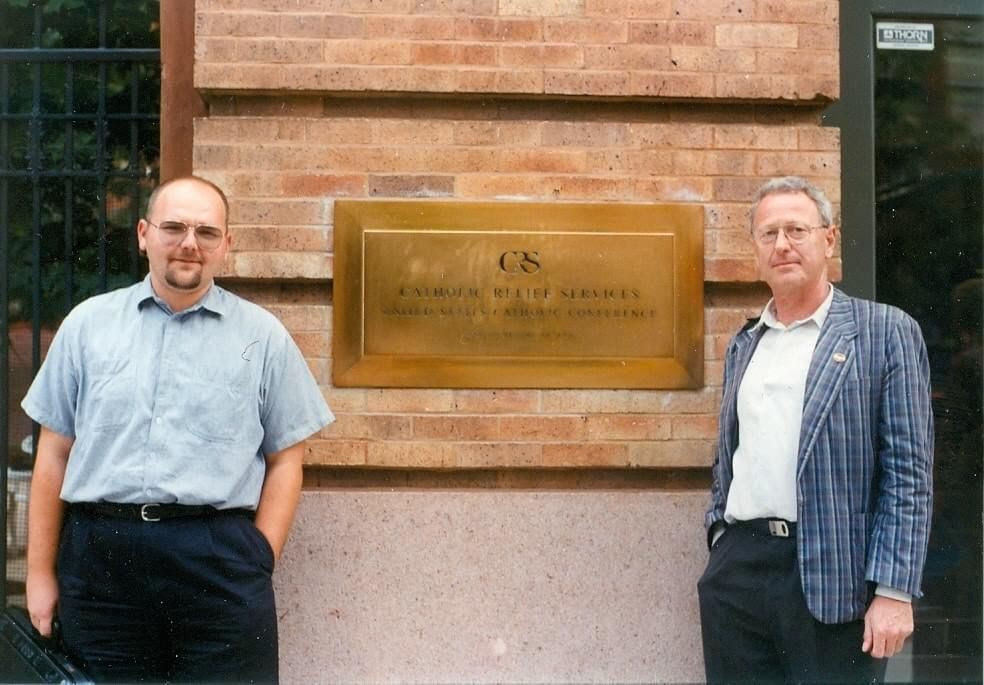 THORN
CRS
CATHOLIC RELIEF SERVICES
UNITED STATES CATHOLIC CONFERENCE